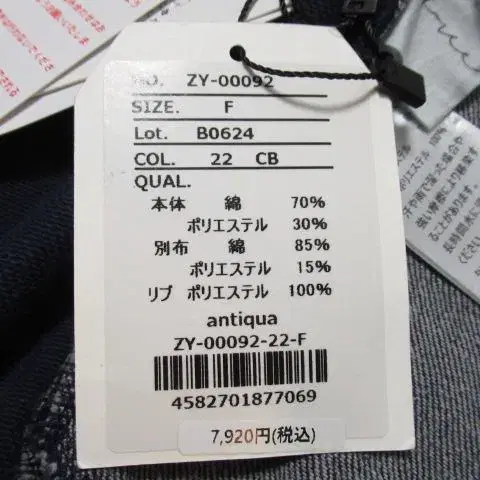 NO. ZY-00092
SIZE. F
Lot. B0624
COL. 22 CB
QUAL.
本体 綿 70%
ポリエステル 30%
別布 綿 85%
ポリエステル 15%
リブ ポリエステル 100%
antiqua
ZY-00092-22-F
4582701877069
7,920円(税込)